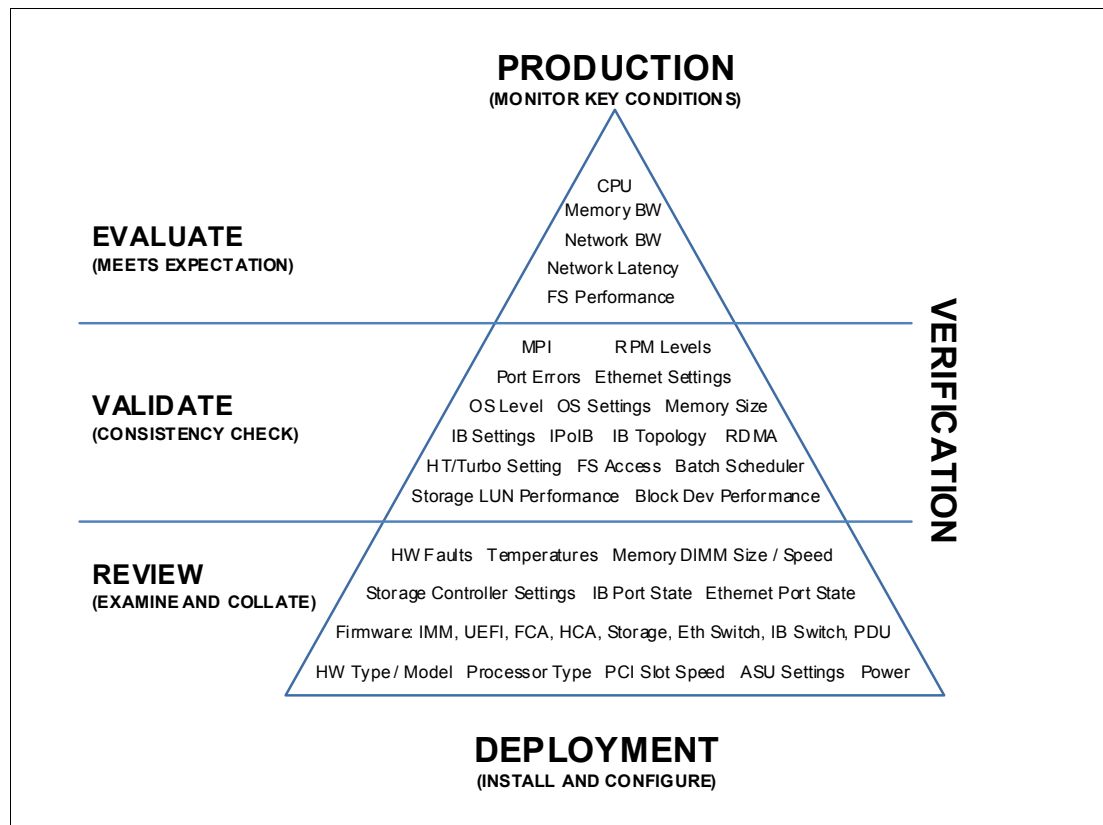 PRODUCTION
(MONITOR KEY CONDITIONS)
CPU
Memory BW
Network BW
Network Latency
FS Performance
EVALUATE
(MEETS EXPECTATION)
MPI RPM Levels
Port Errors Ethernet Settings
OS Level OS Settings Memory Size
IB Settings IPoIB IB Topology RDMA
HT/Turbo Setting FS Access Batch Scheduler
Storage LUN Performance Block Dev Performance
VALIDATE
(CONSISTENCY CHECK)
VERIFICATION
HW Faults Temperatures Memory DIMM Size / Speed
Storage Controller Settings IB Port State Ethernet Port State
Firmware: IMM, UEFI, FCA, HCA, Storage, Eth Switch, IB Switch, PDU
HW Type / Model Processor Type PCI Slot Speed ASU Settings Power
REVIEW
(EXAMINE AND COLLATE)
DEPLOYMENT
(INSTALL AND CONFIGURE)